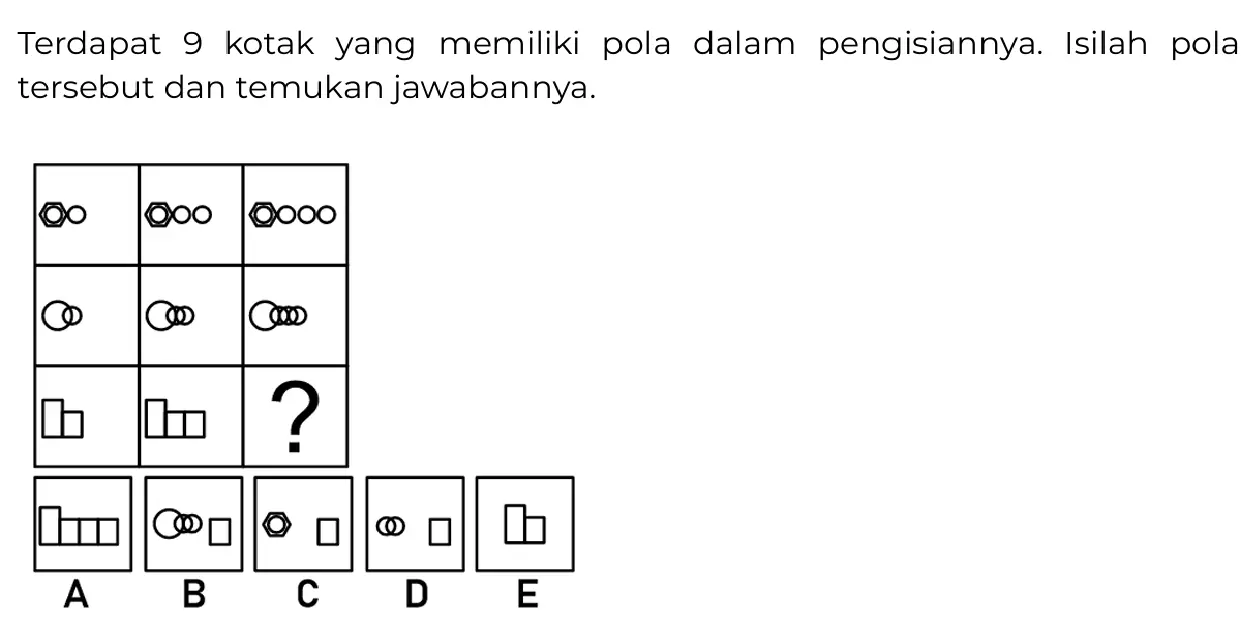 Terdapat 9 kotak yang memiliki pola dalam pengisiannya. Isilah pola
tersebut dan temukan jawabannya.
?
A B C D E